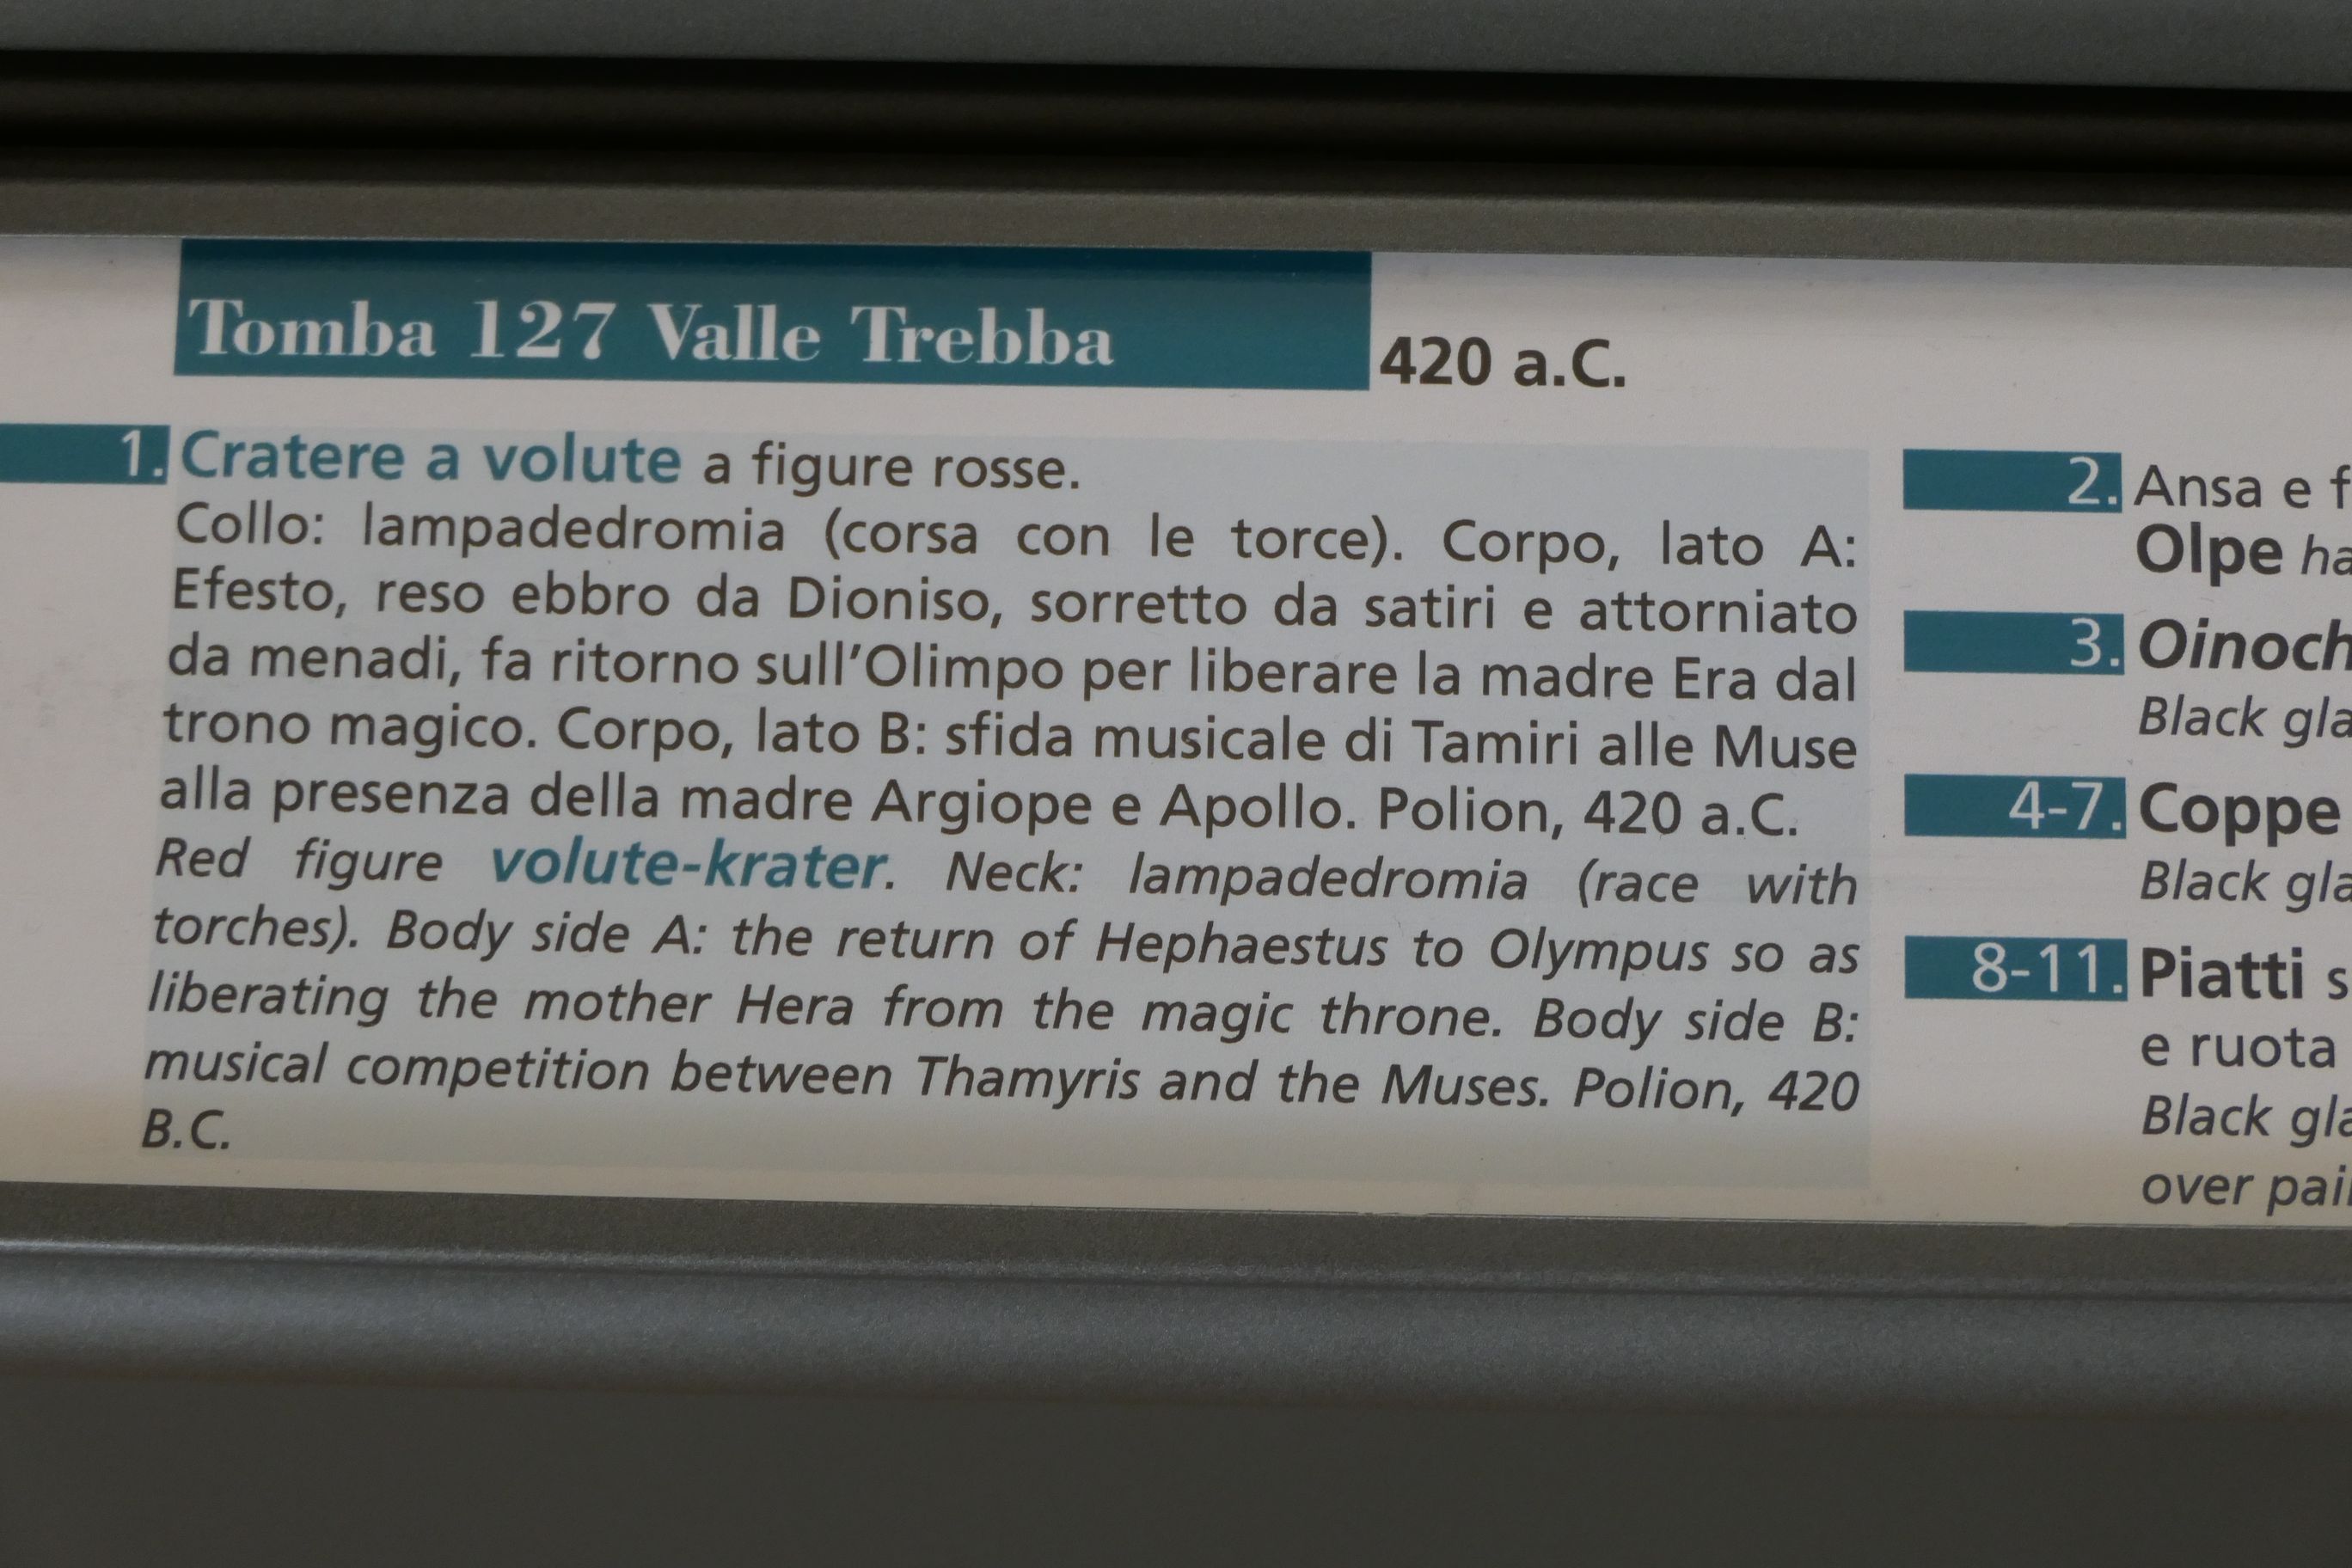 Tomba 127 Valle Trebba
420 a.C.
1. Cratere a volute a figure rosse.
Collo: lampadedromia (corsa con le torce). Corpo, lato A:
Efesto, reso ebbro da Dioniso, sorretto da satiri e attorniato
da menadi, fa ritorno sull'Olimpo per liberare la madre Era dal
trono magico. Corpo, lato B: sfida musicale di Tamiri alle Muse
alla presenza della madre Argiope e Apollo. Polion, 420 a.C.
Red figure volute-krater. Neck: lampadedromia (race with
torches). Body side A: the return of Hephaestus to Olympus so as
liberating the mother Hera from the magic throne. Body side B:
musical competition between Thamyris and the Muses. Polion, 420
B.C.
2. Ansa e
Olpe
3.
Black
4-7. Coppe
Black
8-11. Piatti
e ruota
Black
over